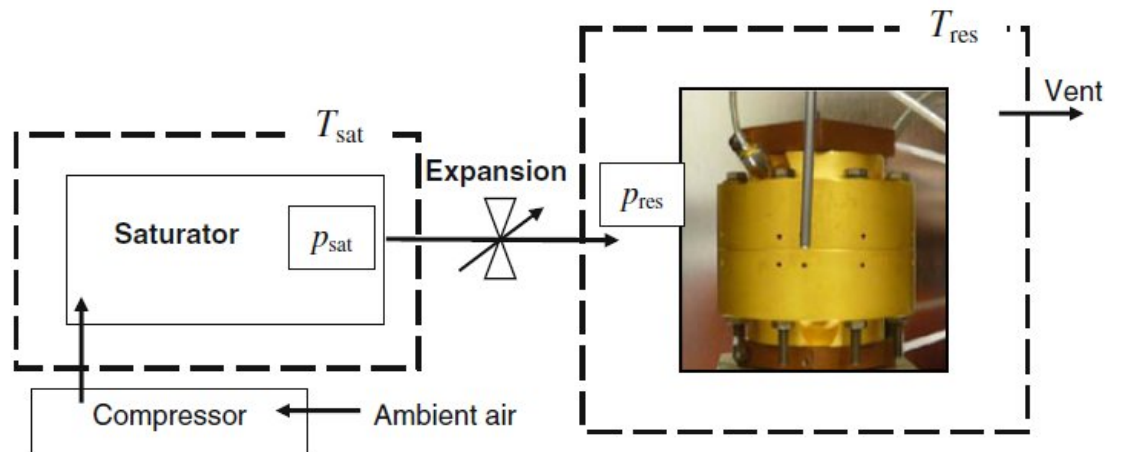 T_res
Vent
T_sat
Expansion
p_res
Saturator
p_sat
Compressor
Ambient air